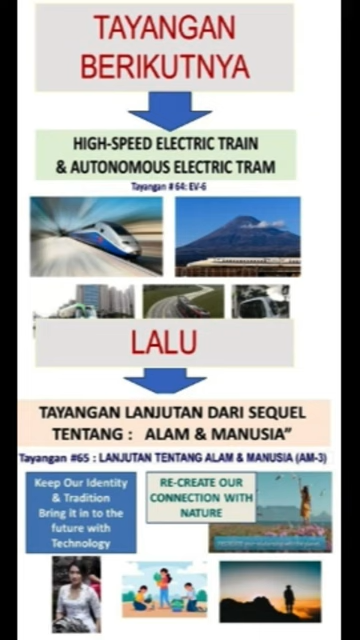 TAYANGAN
BERIKUTNYA
HIGH-SPEED ELECTRIC TRAIN
& AUTONOMOUS ELECTRIC TRAM
Tayangan #64: EV-6
LALU
TAYANGAN LANJUTAN DARI SEQUEL
TENTANG : ALAM & MANUSIA”
Tayangan #65 : LANJUTAN TENTANG ALAM & MANUSIA (AM-3)
Keep Our Identity
& Tradition
Bring it in to the
future with
Technology
RE-CREATE OUR
CONNECTION WITH
NATURE